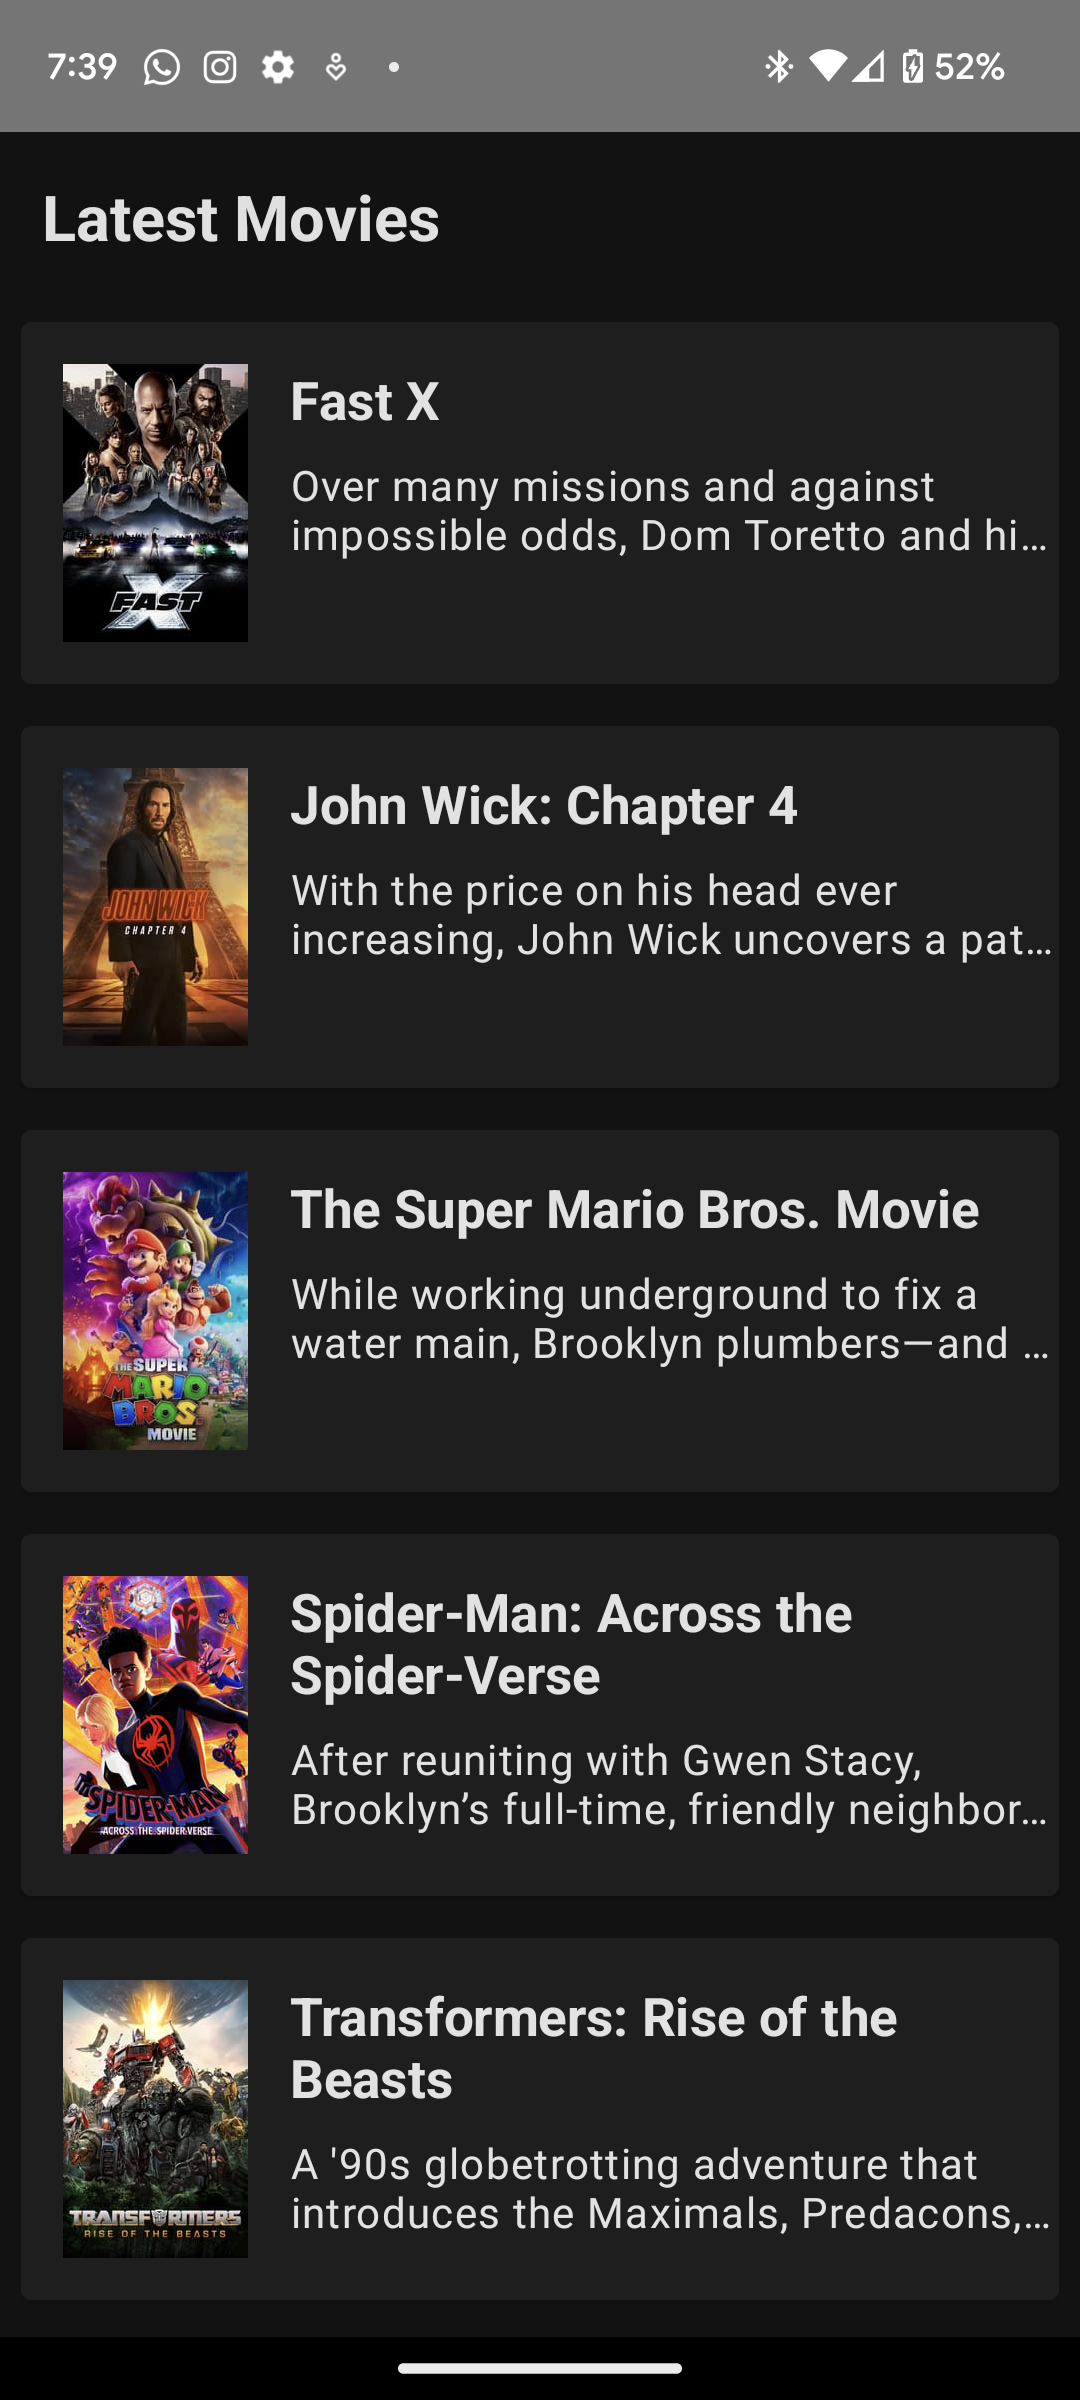 7:39
52%
Latest Movies
FAST
X
Fast X
Over many missions and against
impossible odds, Dom Toretto and hi…
JOHN WICK
CHAPTER 4
John Wick: Chapter 4
With the price on his head ever
increasing, John Wick uncovers a pat…
THE SUPER
MARIO
BROS.
MOVIE
The Super Mario Bros. Movie
While working underground to fix a
water main, Brooklyn plumbers—and …
SPIDER-MAN
ACROSS THE SPIDER-VERSE
Spider-Man: Across the
Spider-Verse
After reuniting with Gwen Stacy,
Brooklyn’s full-time, friendly neighbor…
TRANSFORMERS
RISE OF THE BEASTS
Transformers: Rise of the
Beasts
A '90s globetrotting adventure that
introduces the Maximals, Predacons,…